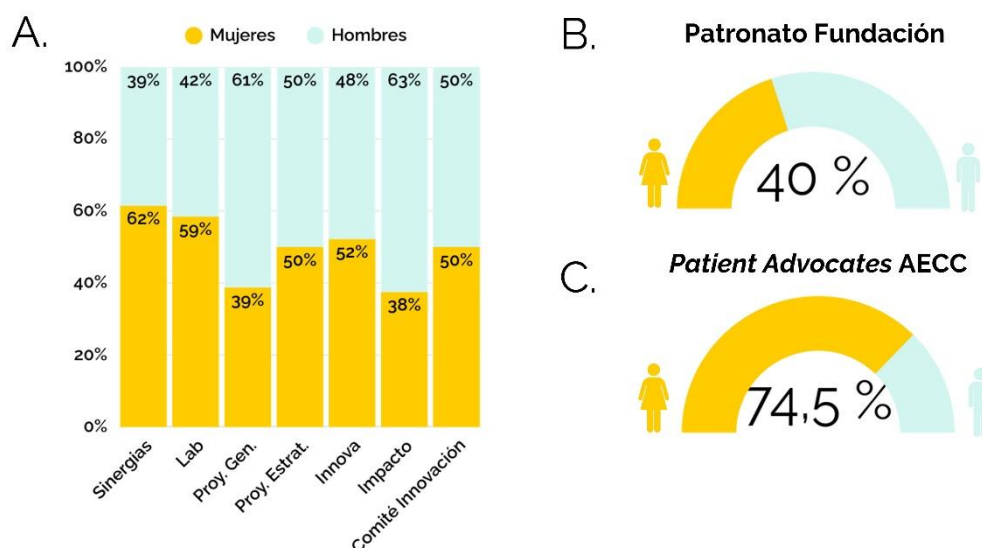 A.
Mujeres Hombres
100%
80%
60%
40%
20%
0%
39% 42% 61% 50% 48% 63% 50%
62% 59% 39% 50% 52% 38% 50%
Sinergias
Lab
Proy. Gen.
Proy. Estrat.
Innova
Impacto
Comité Innovación
B.
Patronato Fundación
40 %
C.
Patient Advocates AECC
74,5 %